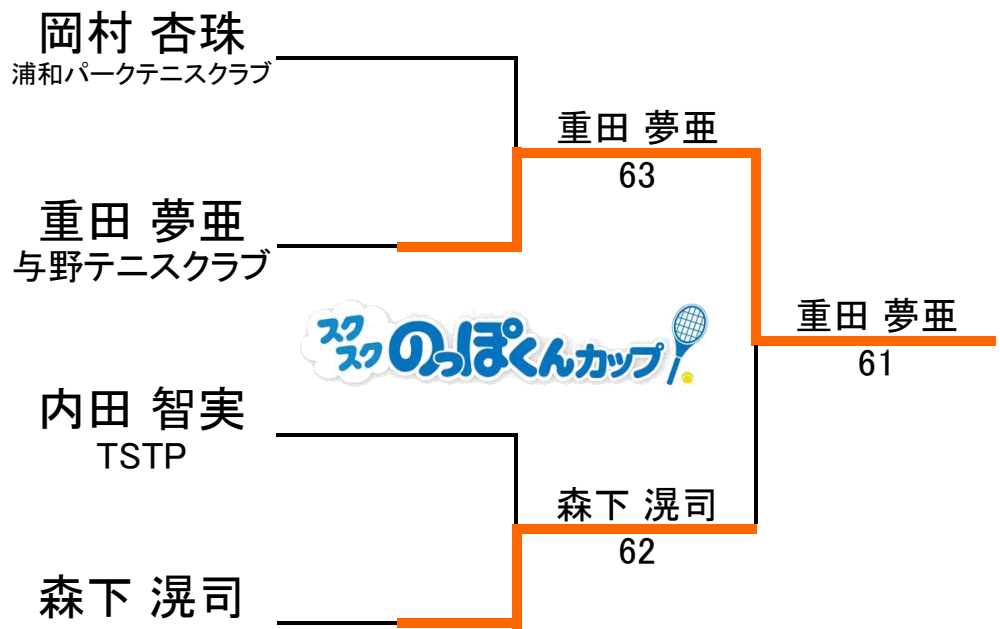 岡村 杏珠
浦和パークテニスクラブ
重田 夢亜
63
重田 夢亜
与野テニスクラブ
スク
スク のっぽくんカップ
重田 夢亜
61
内田 智実
TSTP
森下 滉司
62
森下 滉司